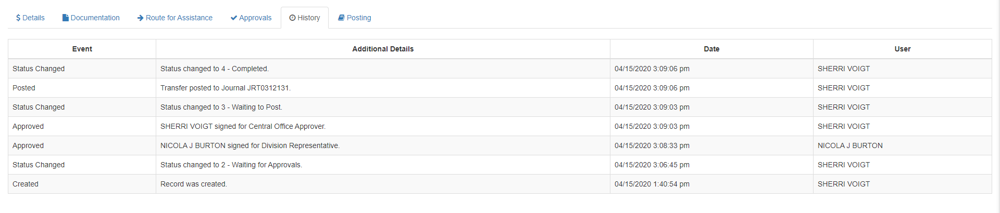 $ Details Documentation Route for Assistance Approvals History Posting
Event Additional Details Date User
Status Changed Status changed to 4 - Completed. 04/15/2020 3:09:06 pm SHERRI VOIGT
Posted Transfer posted to Journal JRT0312131. 04/15/2020 3:09:06 pm SHERRI VOIGT
Status Changed Status changed to 3 - Waiting to Post. 04/15/2020 3:09:03 pm SHERRI VOIGT
Approved SHERRI VOIGT signed for Central Office Approver. 04/15/2020 3:09:03 pm SHERRI VOIGT
Approved NICOLA J BURTON signed for Division Representative. 04/15/2020 3:08:33 pm NICOLA J BURTON
Status Changed Status changed to 2 - Waiting for Approvals. 04/15/2020 3:06:45 pm SHERRI VOIGT
Created Record was created. 04/15/2020 1:40:54 pm SHERRI VOIGT